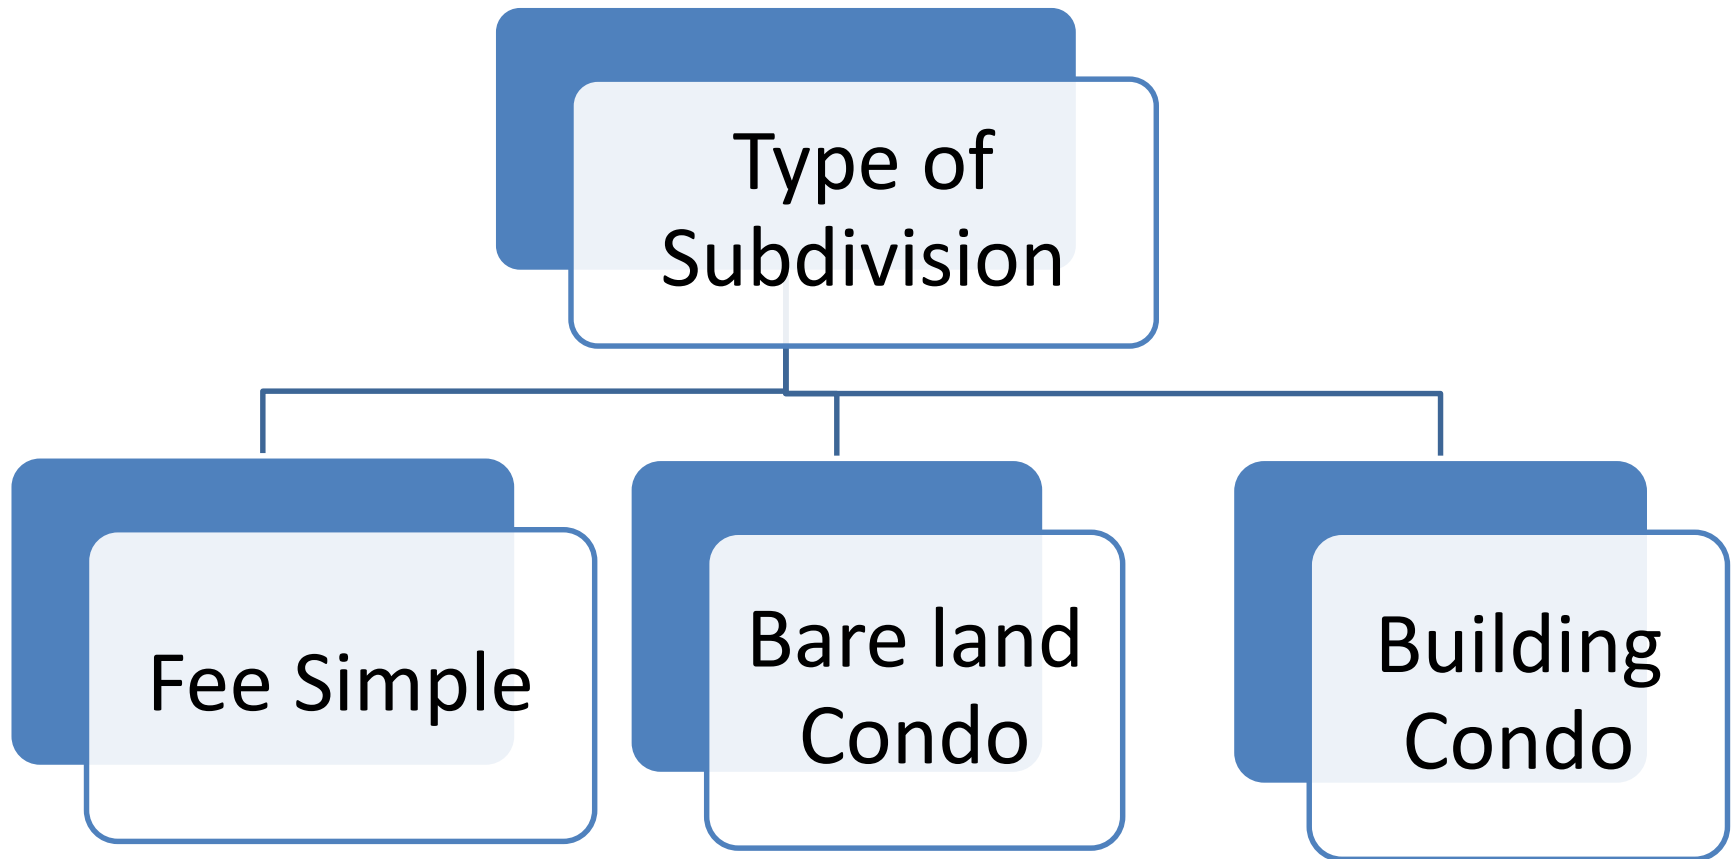 Type of
Subdivision
Fee Simple
Bare land
Condo
Building
Condo